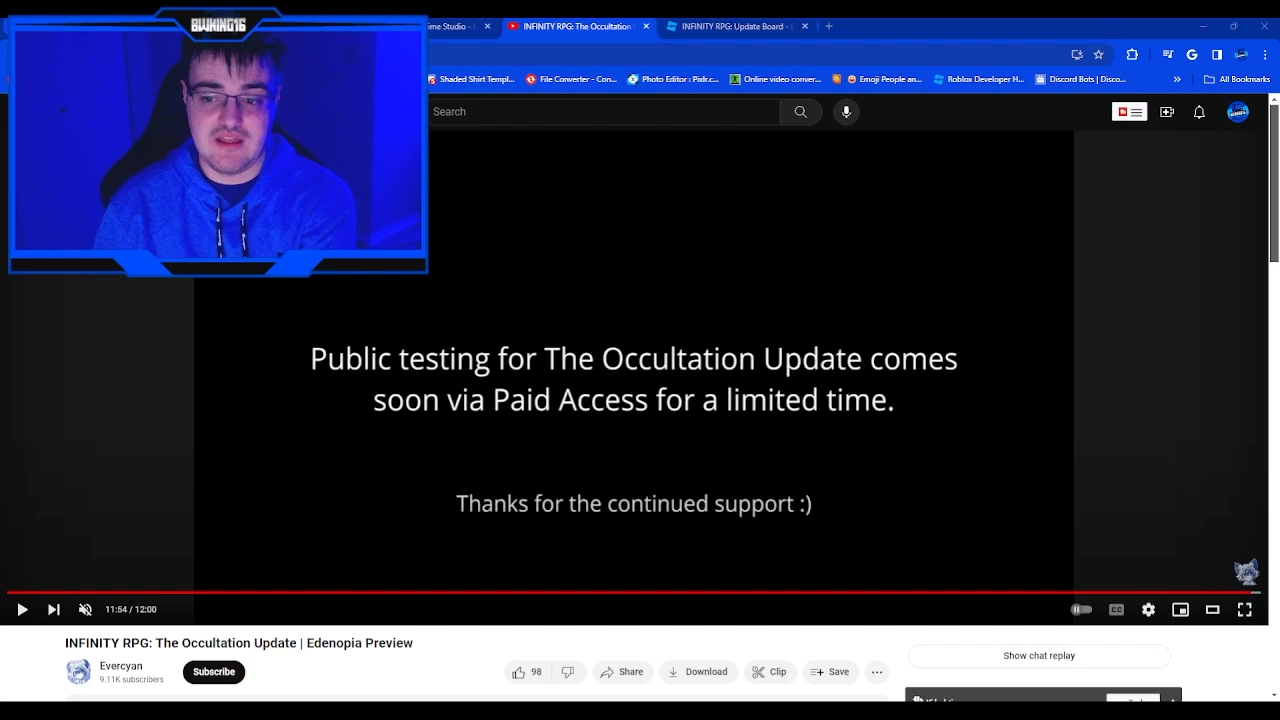 BWKING16
ime Studio -
INFINITY RPG: The Occultation
INFINITY RPG: Update Board -
Shaded Shirt Templ...
File Converter - Con...
Photo Editor : Pixlr.c...
Online video conver...
Emoji People an...
Roblox Developer H...
Discord Bots | Disco...
All Bookmarks
Search
Public testing for The Occultation Update comes
soon via Paid Access for a limited time.
Thanks for the continued support :)
11:54 / 12:00
CC
INFINITY RPG: The Occultation Update | Edenopia Preview
Evercyan
9.11K subscribers
Subscribe
98
Share
Download
Clip
Save
Show chat replay